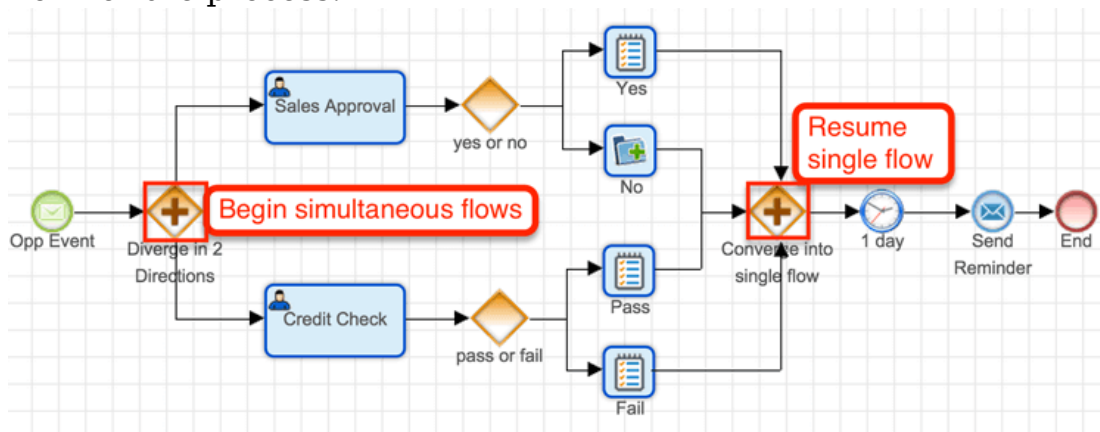 Yes
Sales Approval
yes or no
Resume
single flow
No
Begin simultaneous flows
Opp Event
Diverge in 2
Directions
Converge into
single flow
1 day
Send
Reminder
End
Credit Check
pass or fail
Pass
Fail